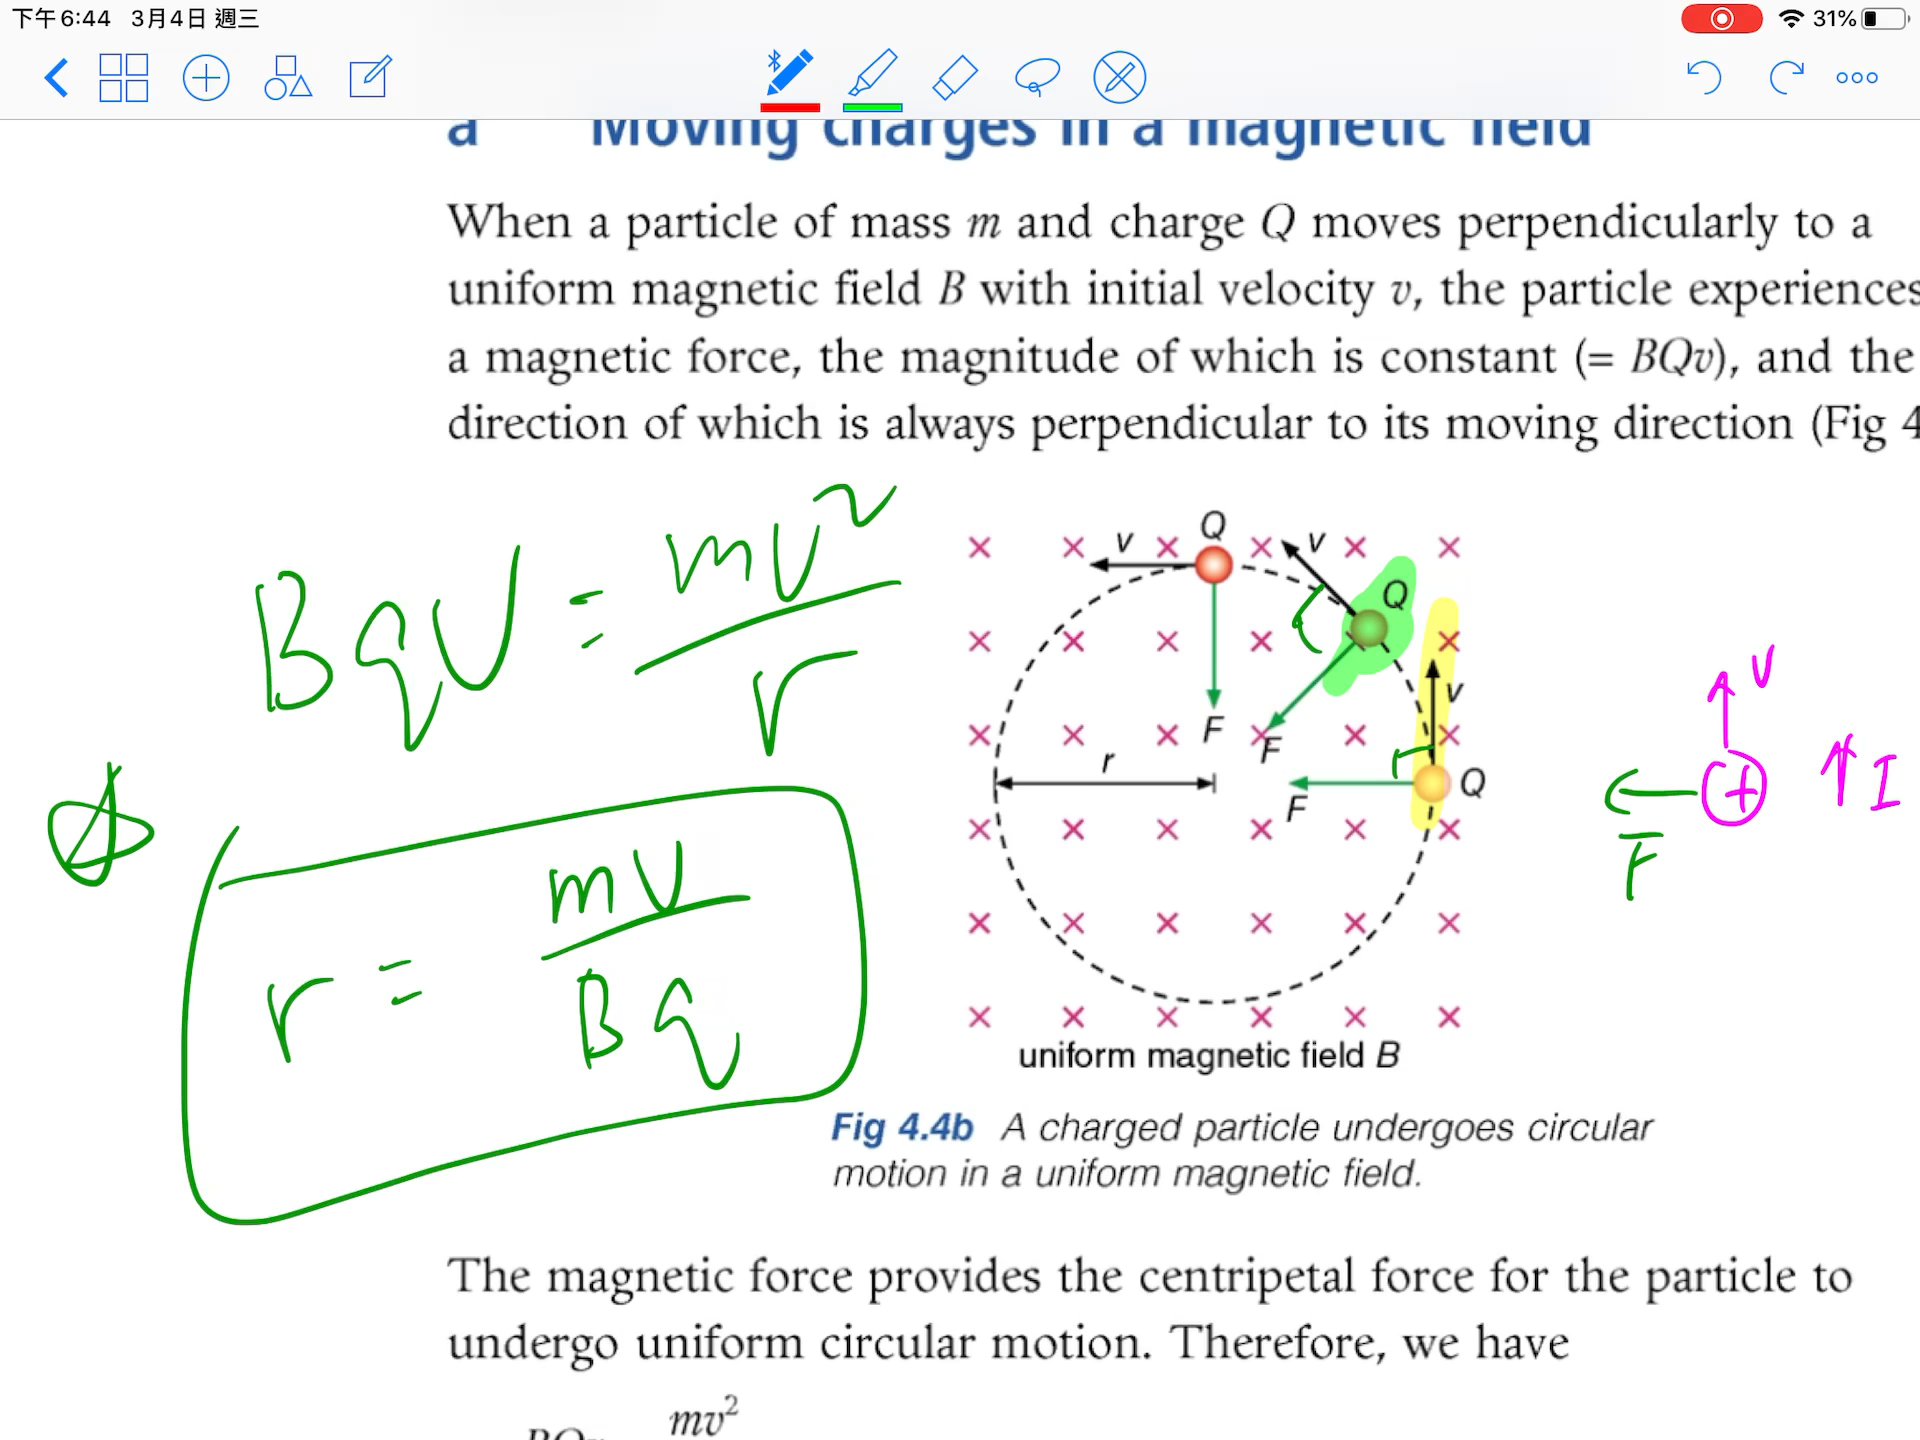 下午6:44 3月4日 週三
31%
a Moving charges in a magnetic field
When a particle of mass m and charge Q moves perpendicularly to a
uniform magnetic field B with initial velocity v, the particle experiences
a magnetic force, the magnitude of which is constant (= BQv), and the
direction of which is always perpendicular to its moving direction (Fig 4
BqV = mv²/r
r = mv/Bq
v Q v Q
F F v
r F Q
V
+ I
F
uniform magnetic field B
Fig 4.4b A charged particle undergoes circular
motion in a uniform magnetic field.
The magnetic force provides the centripetal force for the particle to
undergo uniform circular motion. Therefore, we have
mv²